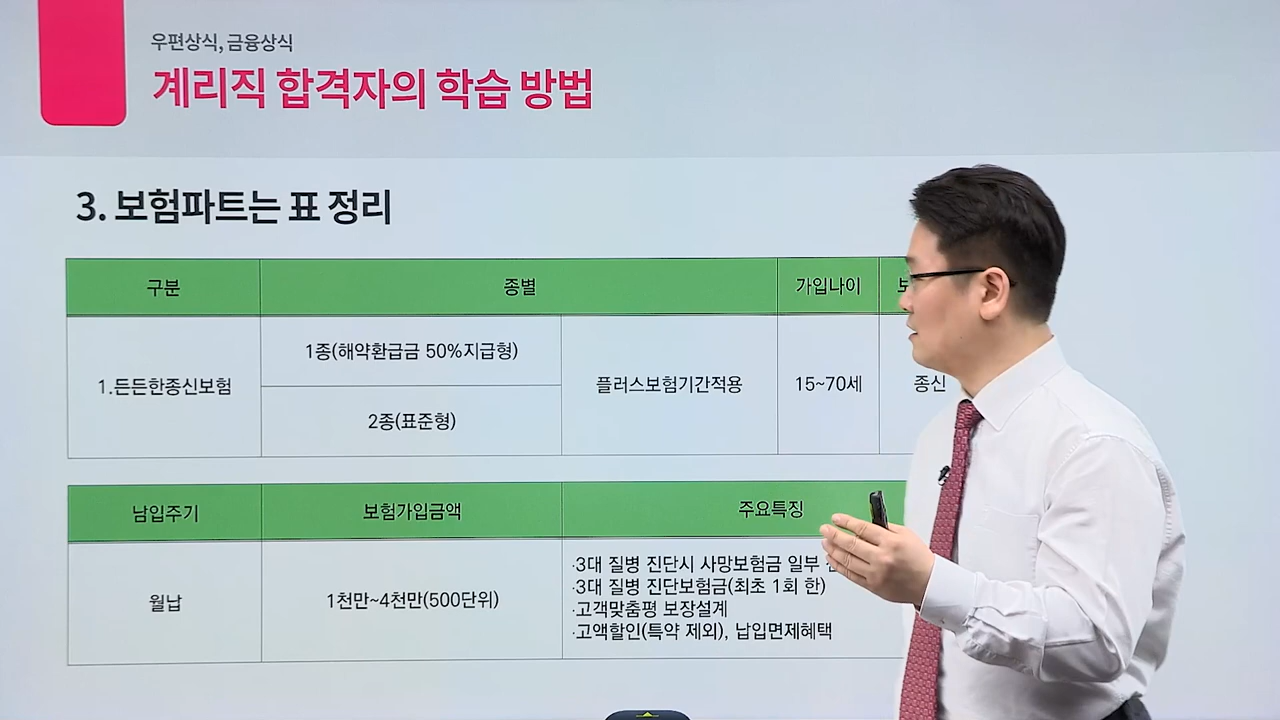 우편상식, 금융상식
계리직 합격자의 학습 방법
3. 보험파트는 표 정리
구분 종별 가입나이
1.든든한종신보험 1종(해약환급금 50%지급형) 플러스보험기간적용 15~70세 종신
2종(표준형)
납입주기 보험가입금액 주요특징
월납 1천만~4천만(500단위)
·3대 질병 진단시 사망보험금 일부
·3대 질병 진단보험금(최초 1회 한)
·고객맞춤평 보장설계
·고액할인(특약 제외), 납입면제혜택